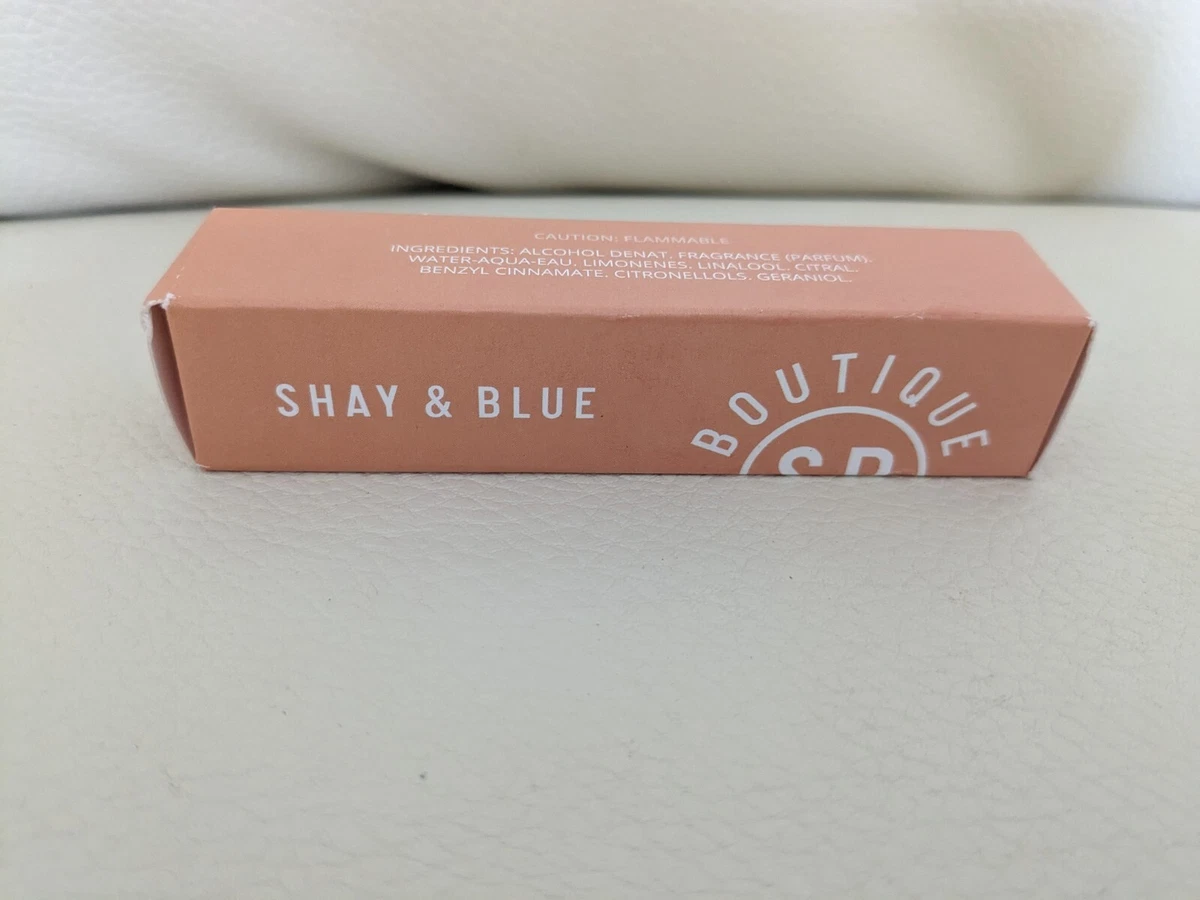 CAUTION: FLAMMABLE
INGREDIENTS: ALCOHOL DENAT. FRAGRANCE (PARFUM).
WATER-AQUA-EAU. LIMONENES. LINALOOL. CITRAL.
BENZYL CINNAMATE. CITRONELLOLS. GERANIOL.
SHAY & BLUE
BOUTIQUE